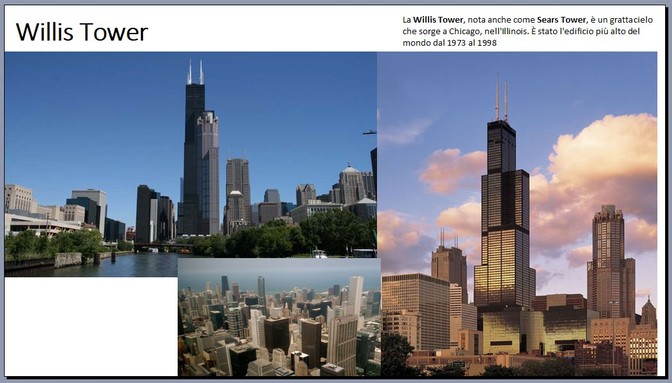 Willis Tower
La Willis Tower, nota anche come Sears Tower, è un grattacielo
che sorge a Chicago, nell'Illinois. È stato l'edificio più alto del
mondo dal 1973 al 1998